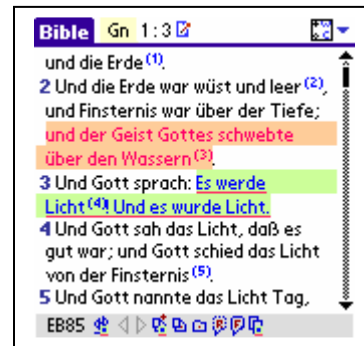 Bible Gn 1:3
und die Erde (1).
2 Und die Erde war wüst und leer (2),
und Finsternis war über der Tiefe;
und der Geist Gottes schwebte
über den Wassern (3).
3 Und Gott sprach: Es werde
Licht (4)! Und es wurde Licht.
4 Und Gott sah das Licht, daß es
gut war; und Gott schied das Licht
von der Finsternis (5).
5 Und Gott nannte das Licht Tag,
EB85